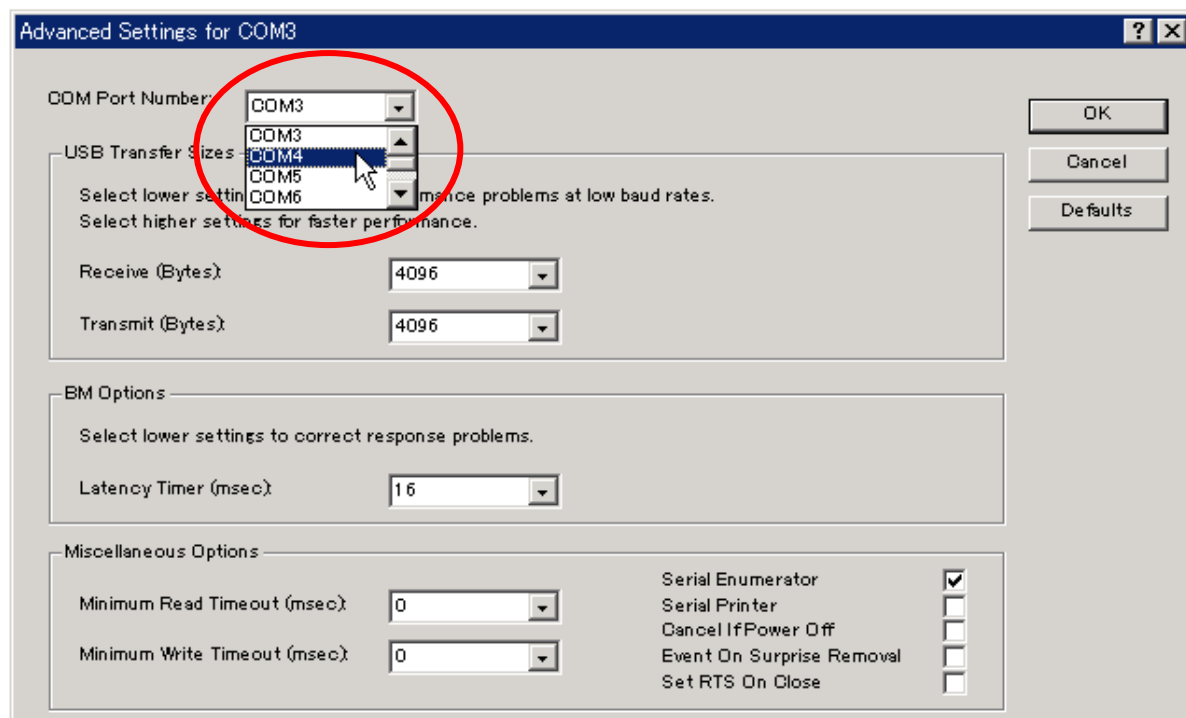 Advanced Settings for COM3
COM Port Number:
COM3
COM3
COM4
COM5
COM6
USB Transfer Sizes
Select lower settin mance problems at low baud rates.
Select higher settings for faster performance.
Receive (Bytes):
4096
Transmit (Bytes):
4096
BM Options
Select lower settings to correct response problems.
Latency Timer (msec):
16
Miscellaneous Options
Minimum Read Timeout (msec):
0
Minimum Write Timeout (msec):
0
Serial Enumerator
Serial Printer
Cancel If Power Off
Event On Surprise Removal
Set RTS On Close
OK
Cancel
Defaults